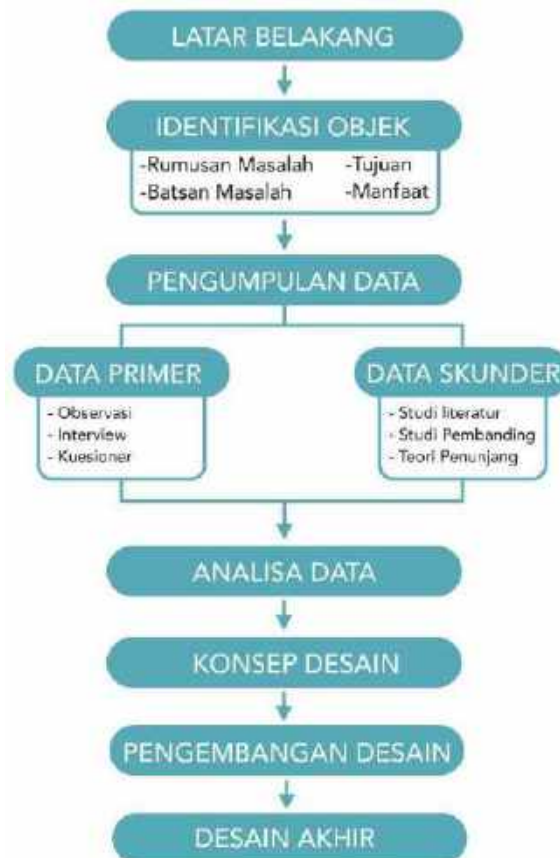 LATAR BELAKANG
IDENTIFIKASI OBJEK
-Rumusan Masalah -Tujuan
-Batsan Masalah -Manfaat
PENGUMPULAN DATA
DATA PRIMER
- Observasi
- Interview
- Kuesioner
DATA SKUNDER
- Studi literatur
- Studi Pembanding
- Teori Penunjang
ANALISA DATA
KONSEP DESAIN
PENGEMBANGAN DESAIN
DESAIN AKHIR